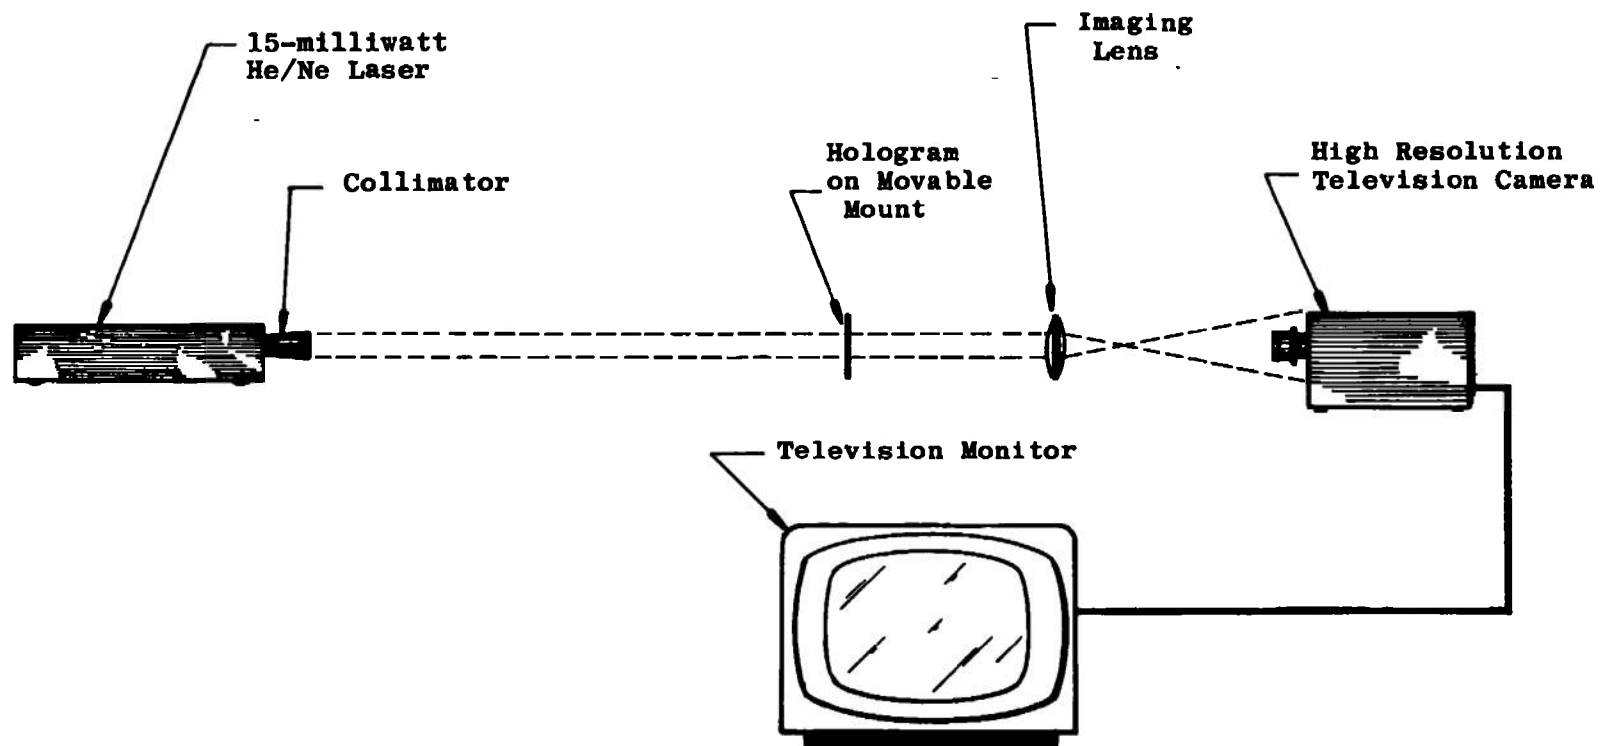 15-milliwatt
He/Ne Laser
Collimator
Hologram
on Movable
Mount
Imaging
Lens
High Resolution
Television Camera
Television Monitor